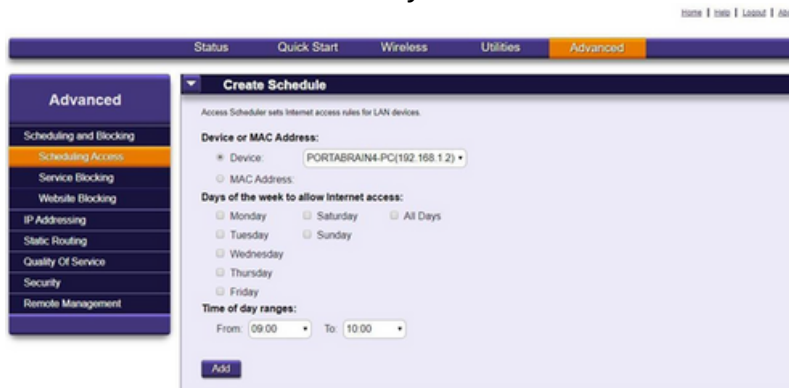 Home | Help | Logout |
Status Quick Start Wireless Utilities Advanced
Advanced
Scheduling and Blocking
Scheduling Access
Service Blocking
Website Blocking
IP Addressing
Static Routing
Quality Of Service
Security
Remote Management
Create Schedule
Access Scheduler sets Internet access rules for LAN devices.
Device or MAC Address:
Device: PORTABRAIN4-PC(192.168.1.2)
MAC Address:
Days of the week to allow Internet access:
Monday Saturday All Days
Tuesday Sunday
Wednesday
Thursday
Friday
Time of day ranges:
From: 09:00 To: 10:00
Add